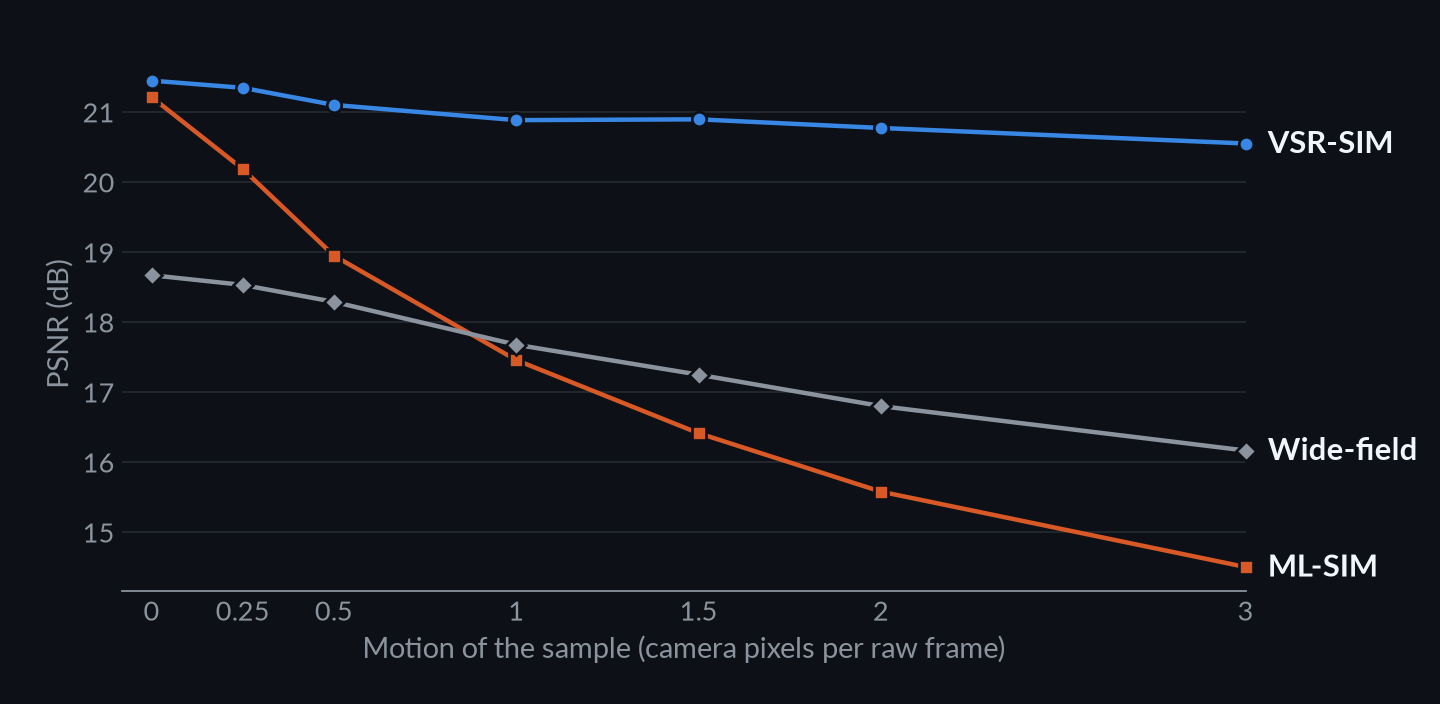 21
20
19
18
17
16
15
PSNR (dB)
VSR-SIM
Wide-field
ML-SIM
0 0.25 0.5 1 1.5 2 3
Motion of the sample (camera pixels per raw frame)